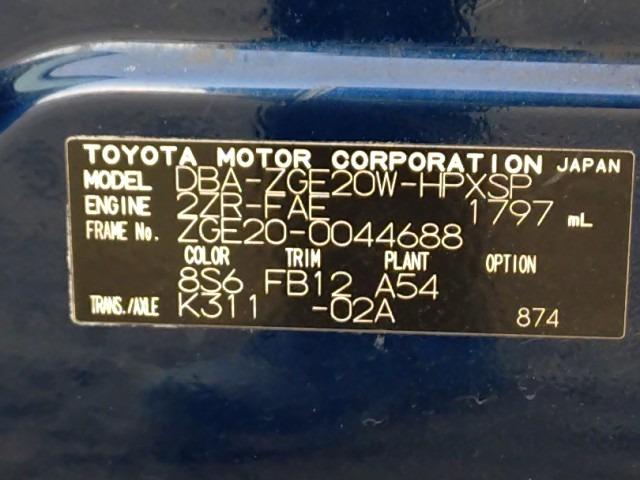 TOYOTA MOTOR CORPORATION JAPAN
MODEL DBA-ZGE20W-HPXSP
ENGINE 2ZR-FAE 1797 mL
FRAME No. ZGE20-0044688
COLOR TRIM PLANT OPTION
8S6 FB12 A54
TRANS./AXLE K311 -02A 874